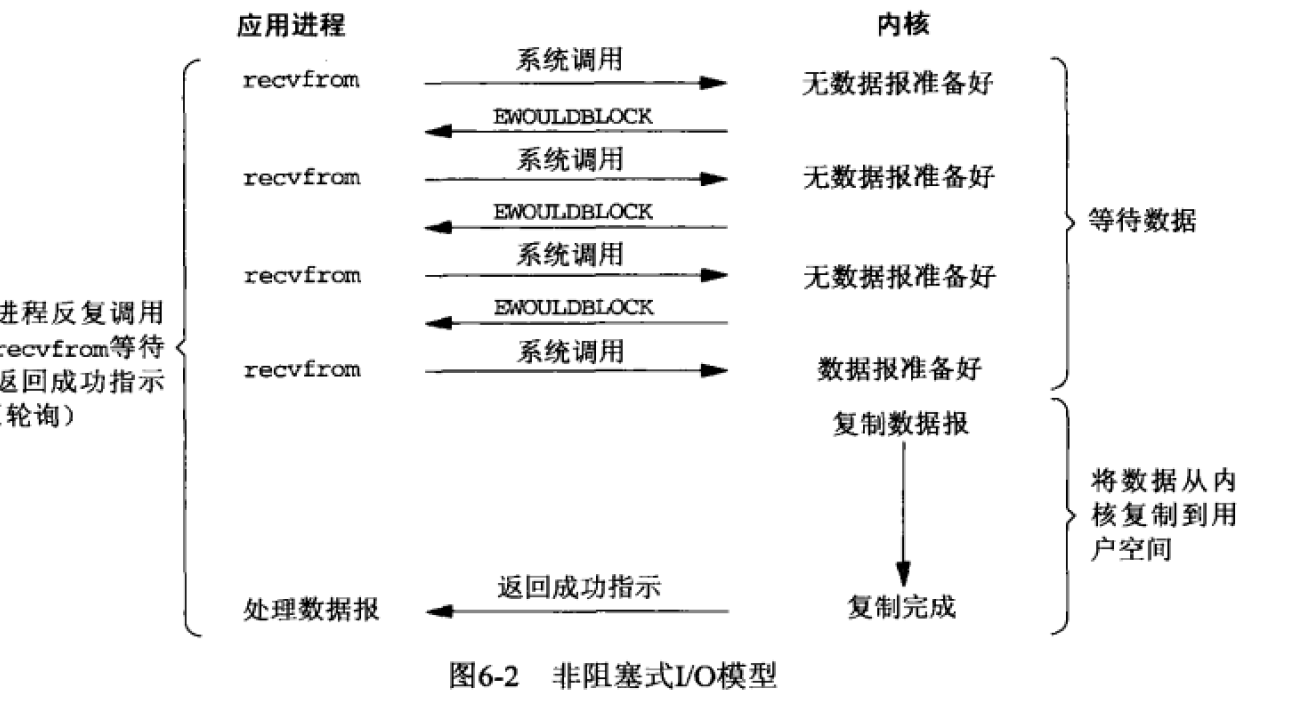 应用进程 内核
recvfrom 系统调用 无数据报准备好
EWOULDBLOCK
recvfrom 系统调用 无数据报准备好
EWOULDBLOCK
recvfrom 系统调用 无数据报准备好
EWOULDBLOCK
recvfrom 系统调用 数据报准备好
等待数据
进程反复调用
recvfrom等待
返回成功指示
轮询）
复制数据报
将数据从内
核复制到用
户空间
处理数据报 返回成功指示 复制完成
图6-2 非阻塞式I/O模型